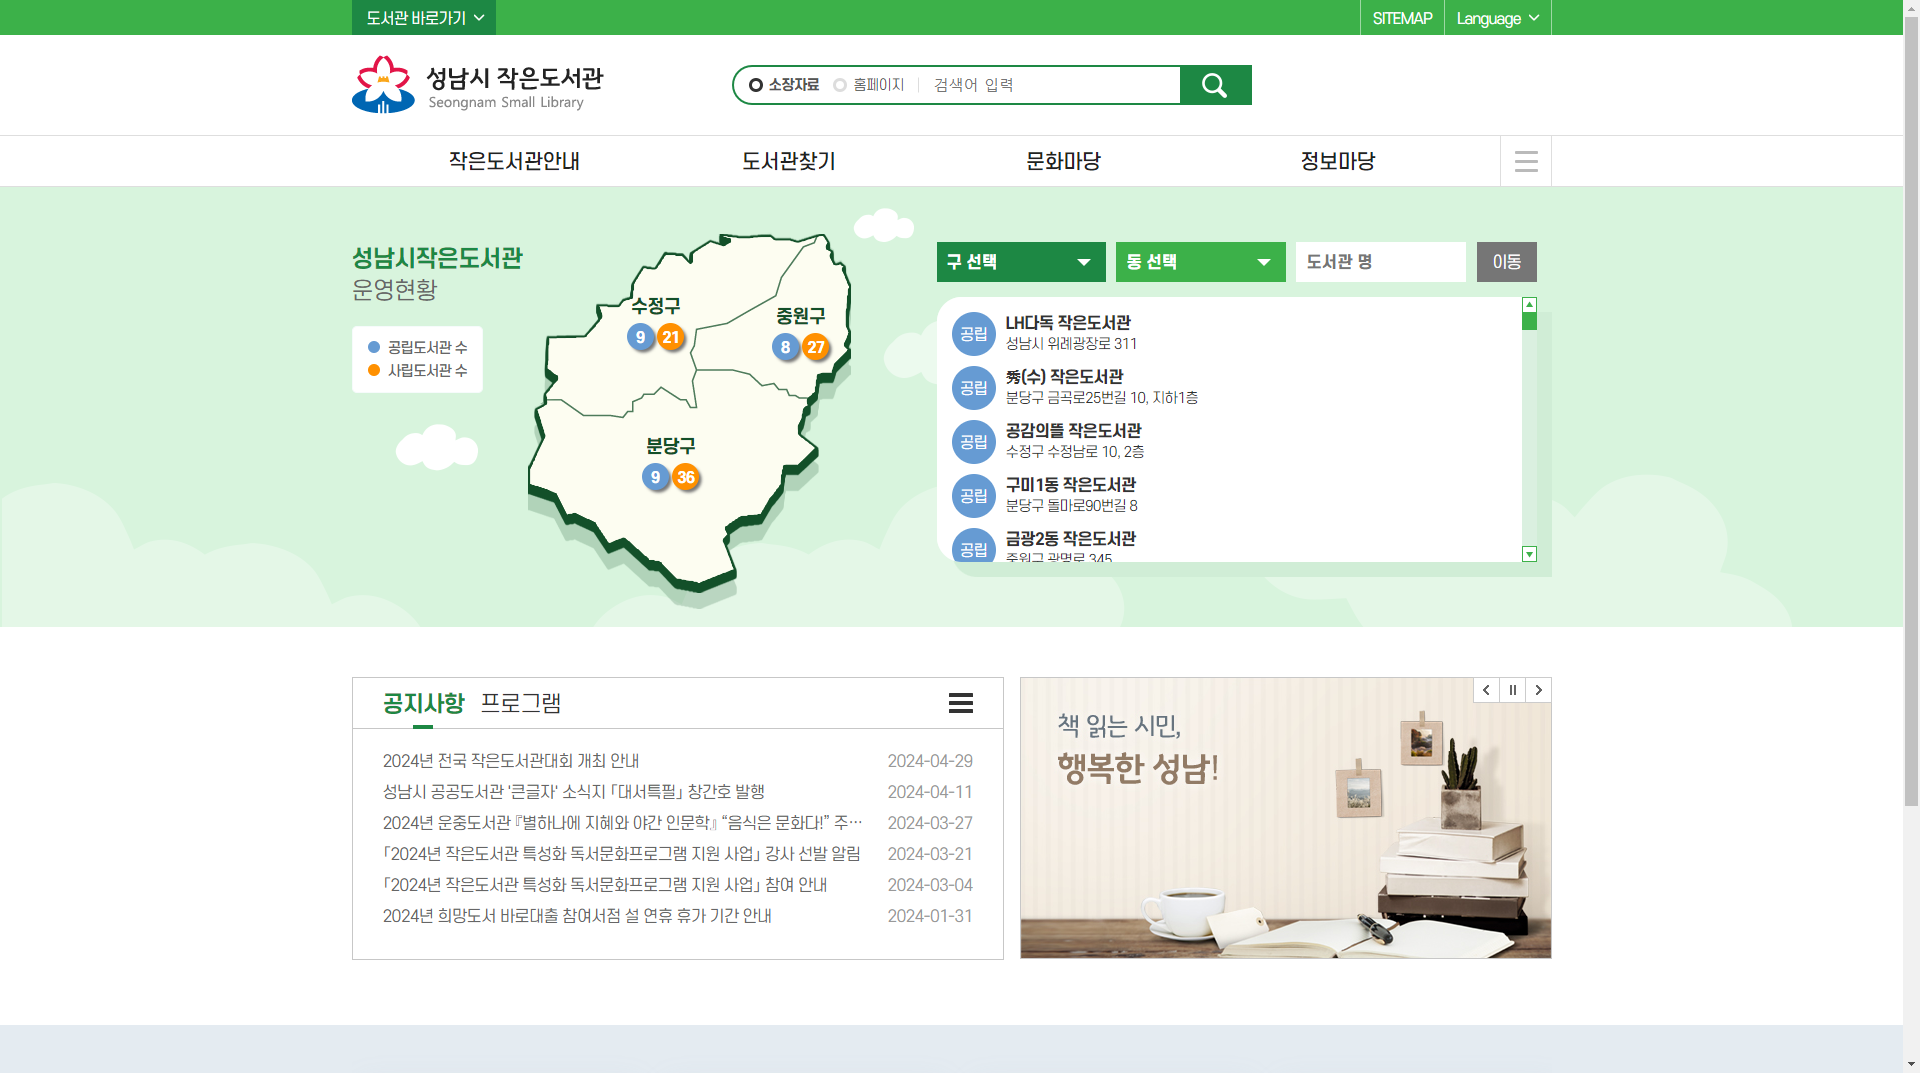 도서관 바로가기
SITEMAP
Language
성남시 작은도서관
Seongnam Small Library
소장자료
홈페이지
검색어 입력
작은도서관안내
도서관찾기
문화마당
정보마당
성남시작은도서관
운영현황
공립도서관 수
사립도서관 수
수정구
9 21
중원구
8 27
분당구
9 36
구 선택
동 선택
도서관 명
이동
공립
LH다독 작은도서관
성남시 위례광장로 311
공립
秀(수) 작은도서관
분당구 금곡로25번길 10, 지하1층
공립
공감의뜰 작은도서관
수정구 수정남로 10, 2층
공립
구미1동 작은도서관
분당구 돌마로90번길 8
공립
금광2동 작은도서관
중원구 광명로 345
공지사항
프로그램
2024년 전국 작은도서관대회 개최 안내 2024-04-29
성남시 공공도서관 '큰글자' 소식지 「대서특필」 창간호 발행 2024-04-11
2024년 운중도서관 『별하나에 지혜와 야간 인문학』 “음식은 문화다!” 주… 2024-03-27
「2024년 작은도서관 특성화 독서문화프로그램 지원 사업」 강사 선발 알림 2024-03-21
「2024년 작은도서관 특성화 독서문화프로그램 지원 사업」 참여 안내 2024-03-04
2024년 희망도서 바로대출 참여서점 설 연휴 휴가 기간 안내 2024-01-31
책 읽는 시민,
행복한 성남!